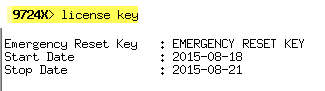 9724X> license key
Emergency Reset Key : EMERGENCY RESET KEY
Start Date : 2015-08-18
Stop Date : 2015-08-21